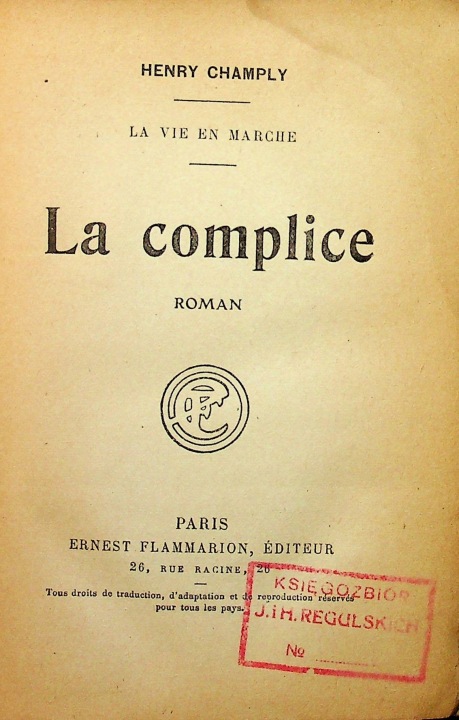 HENRY CHAMPLY
LA VIE EN MARCHE
La complice
ROMAN
PARIS
ERNEST FLAMMARION, ÉDITEUR
26, RUE RACINE, 26
Tous droits de traduction, d'adaptation et de reproduction réservés
pour tous les pays.
KSIĘGOZBIOR
J. i H. REGULSKICH
No